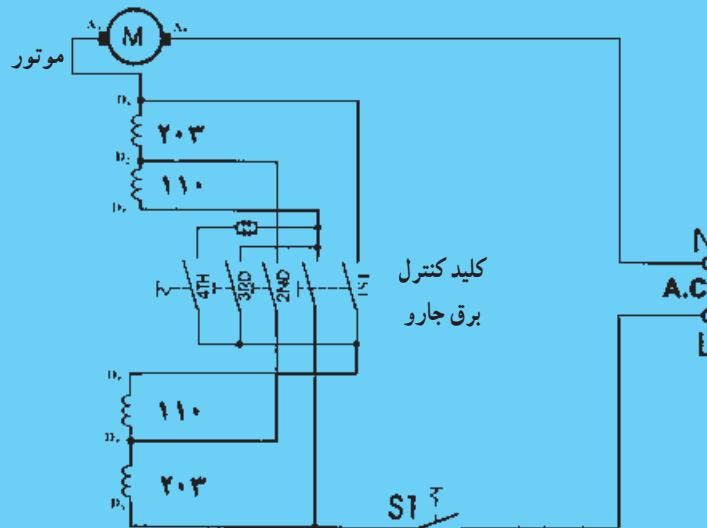 M
موتور
۲۰۳
۱۱۰
4TH
3RD
2ND
1ST
کلید کنترل
برق جارو
N
A.C
L
۱۱۰
۲۰۳
S1